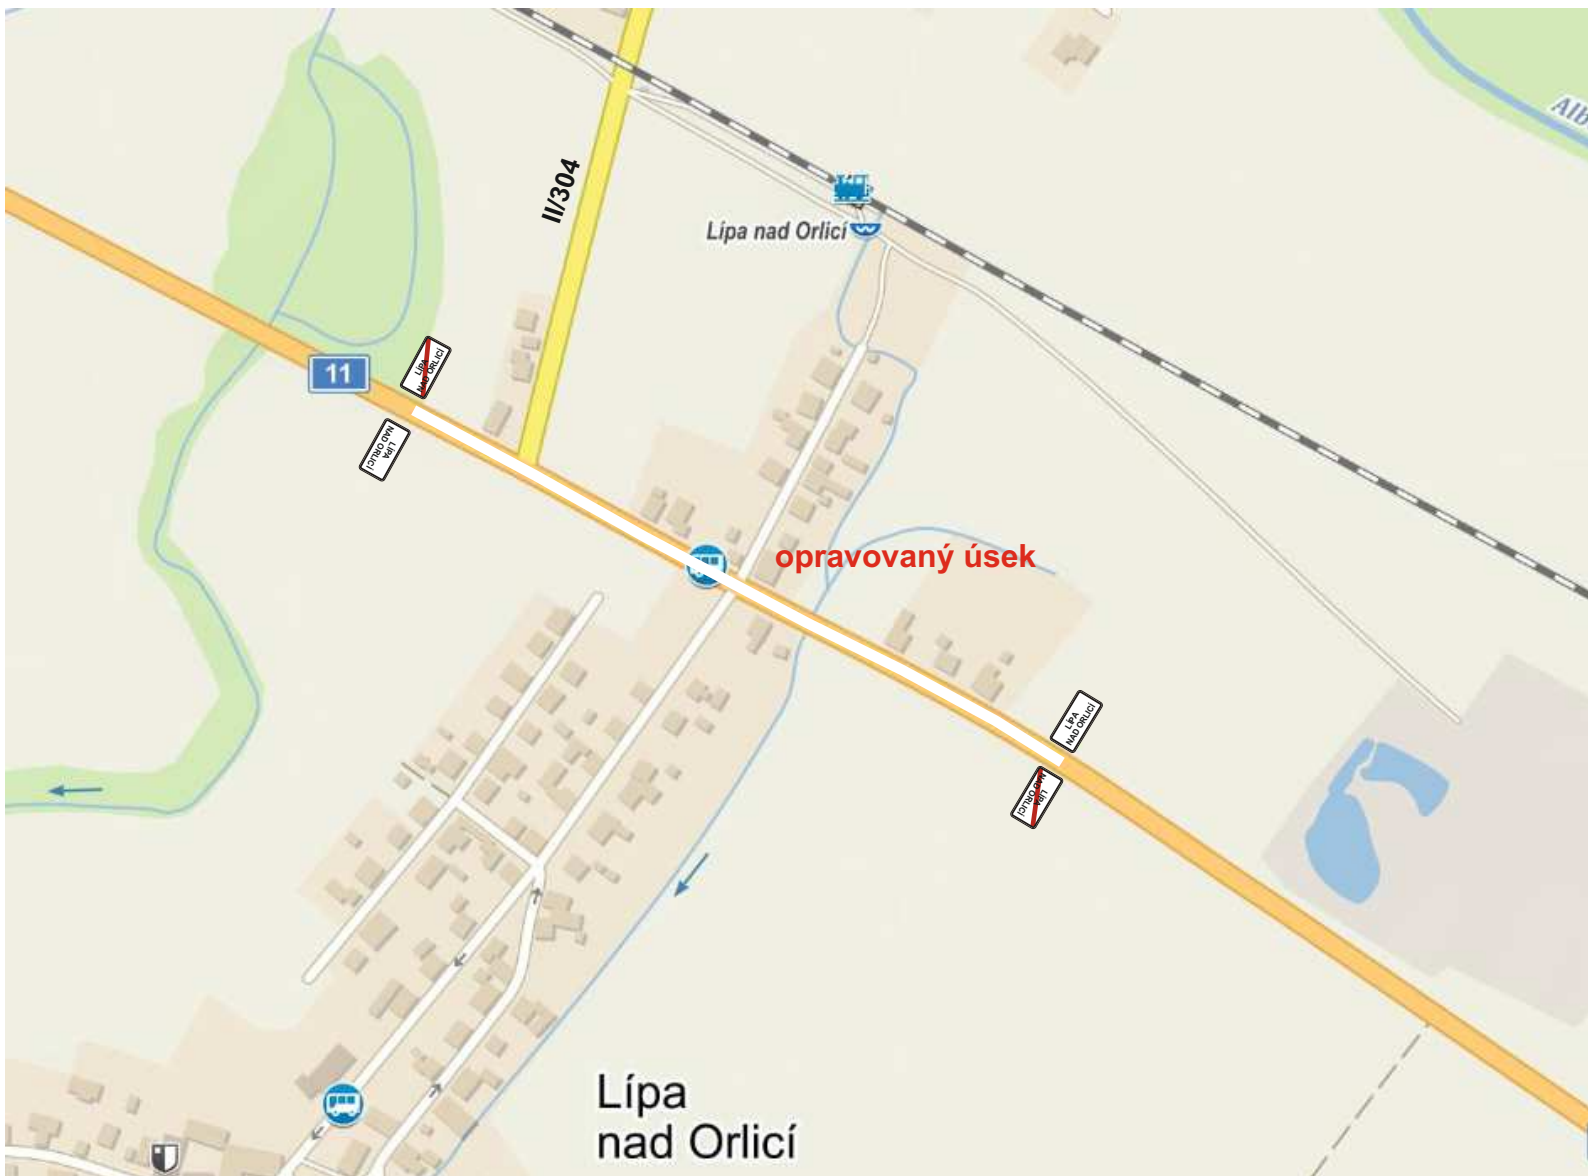 Alb
II/304
Lípa nad Orlicí
LÍPA
NAD ORLICÍ
11
LÍPA
NAD ORLICÍ
opravovaný úsek
LÍPA
NAD ORLICÍ
LÍPA
NAD ORLICÍ
Lípa
nad Orlicí